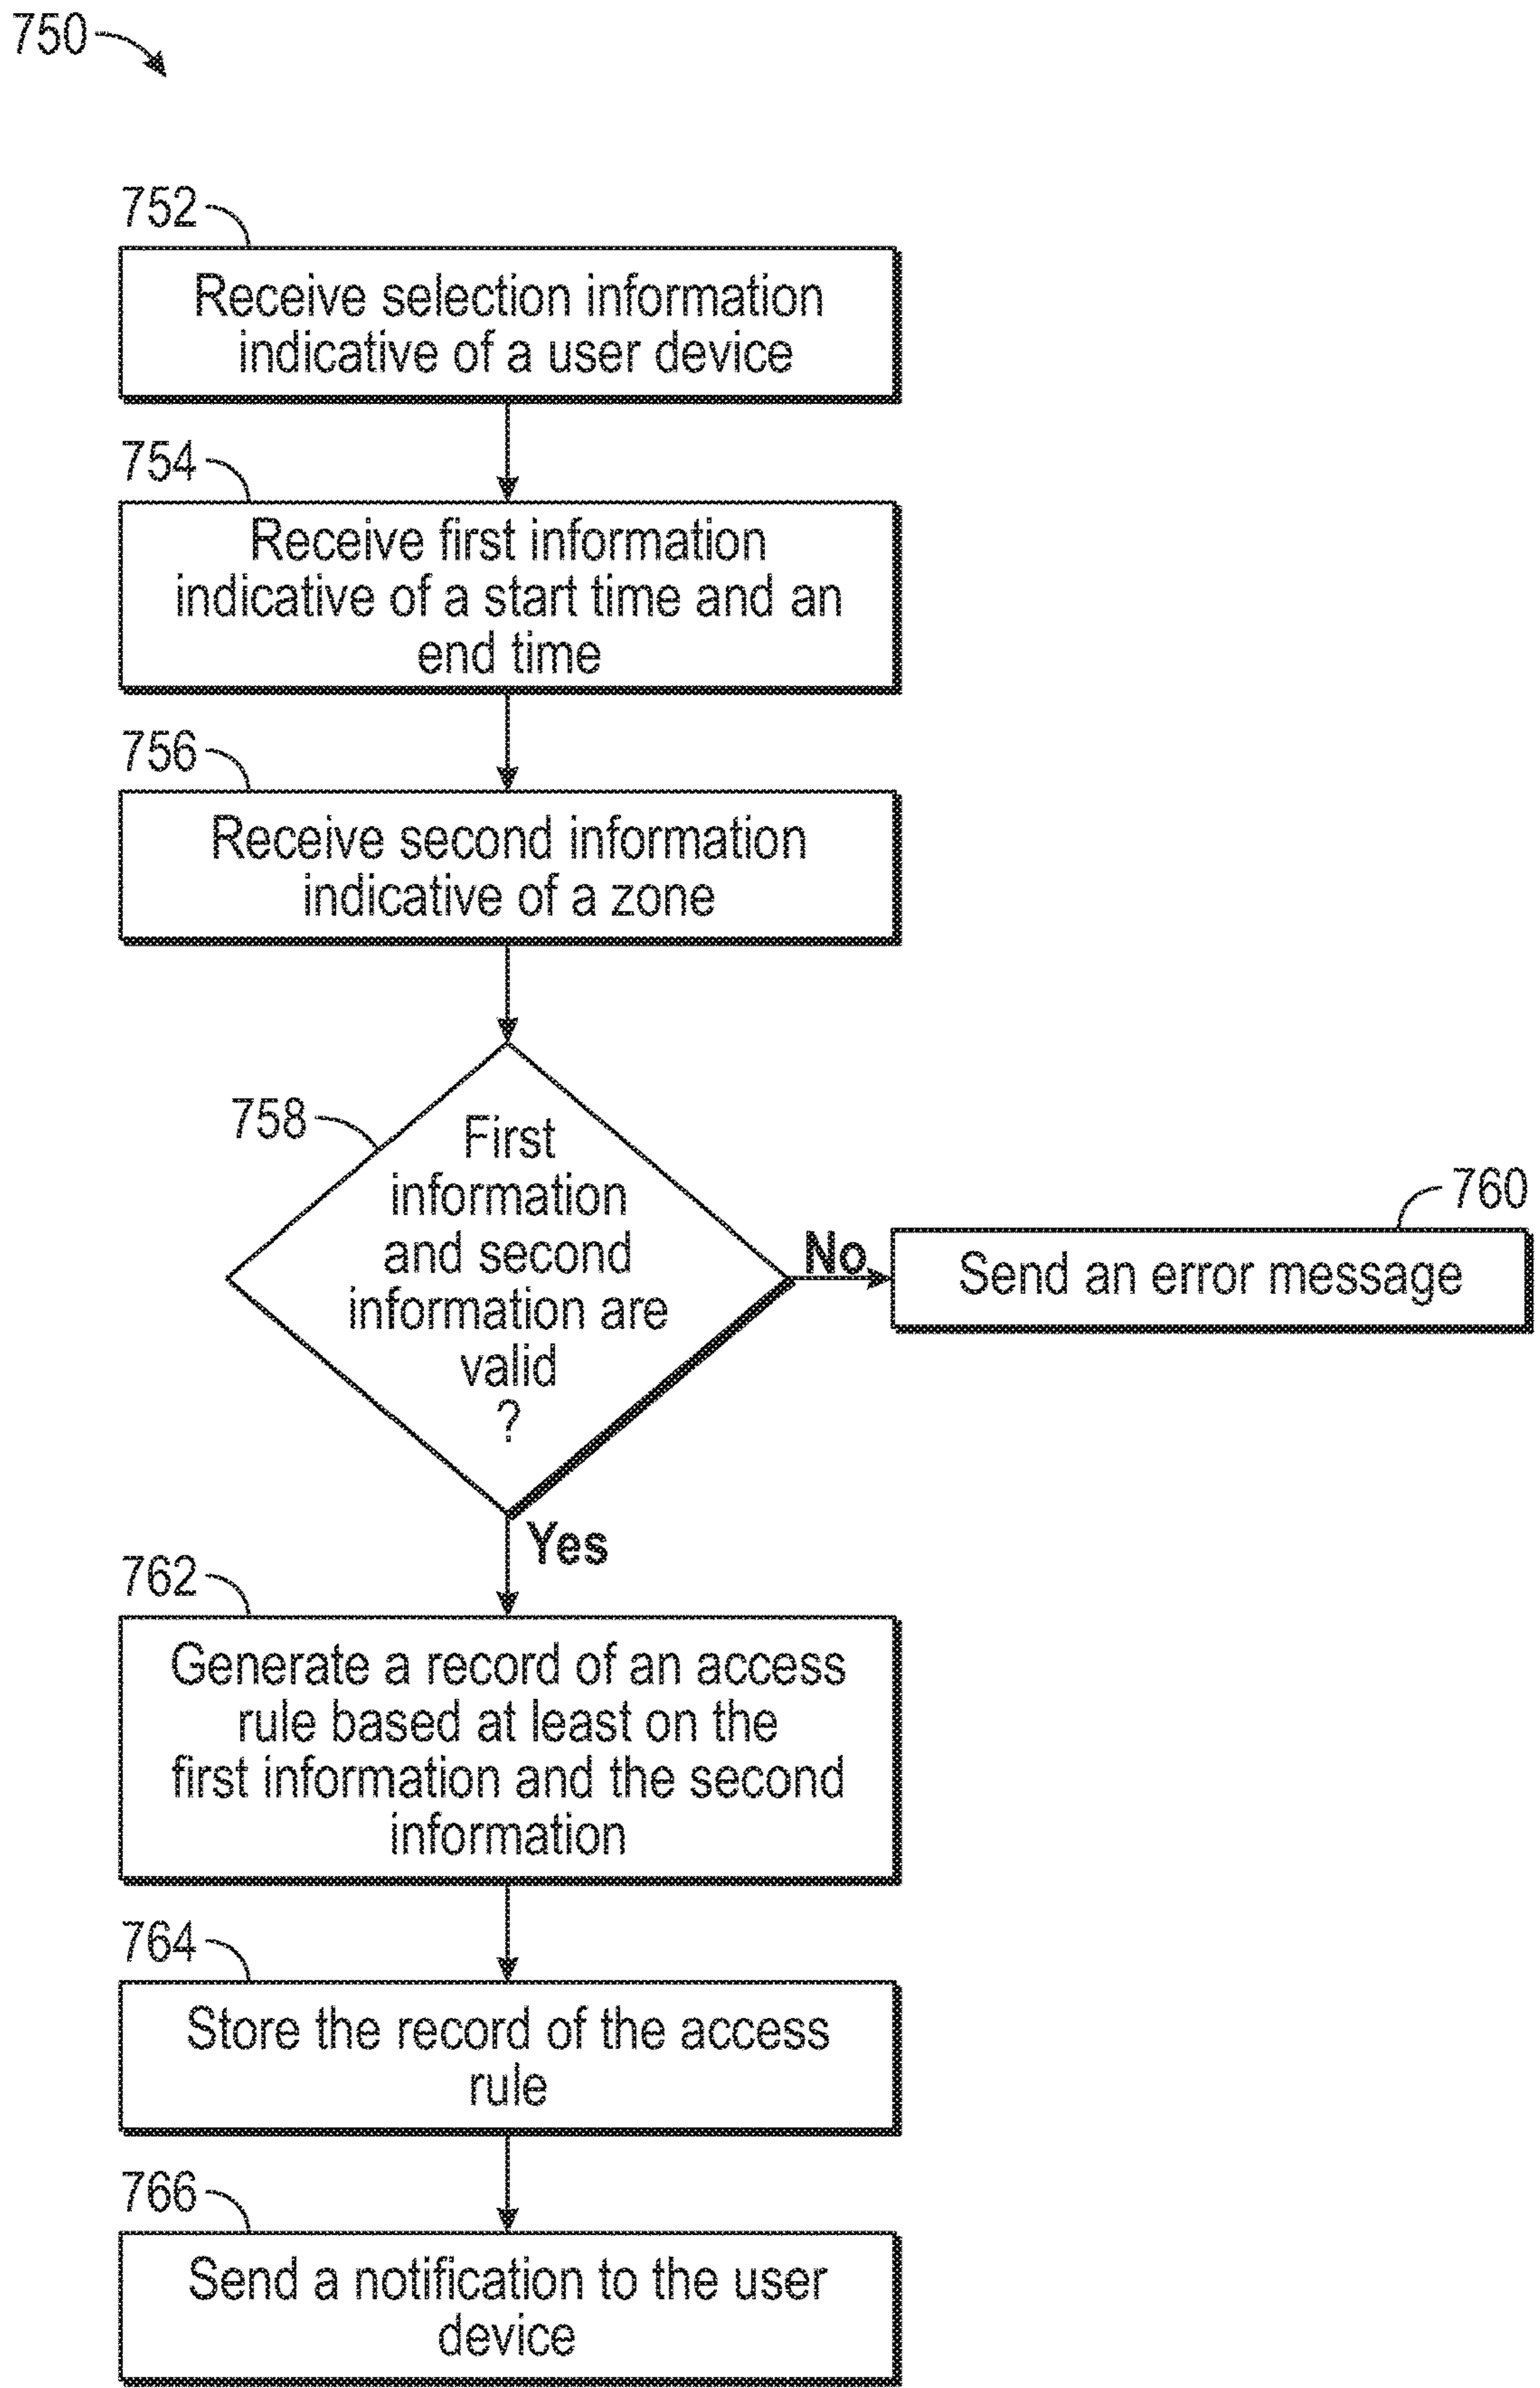 750
752
Receive selection information
indicative of a user device
754
Receive first information
indicative of a start time and an
end time
756
Receive second information
indicative of a zone
758
First
information
and second
information are
valid
?
No
760
Send an error message
Yes
762
Generate a record of an access
rule based at least on the
first information and the second
information
764
Store the record of the access
rule
766
Send a notification to the user
device